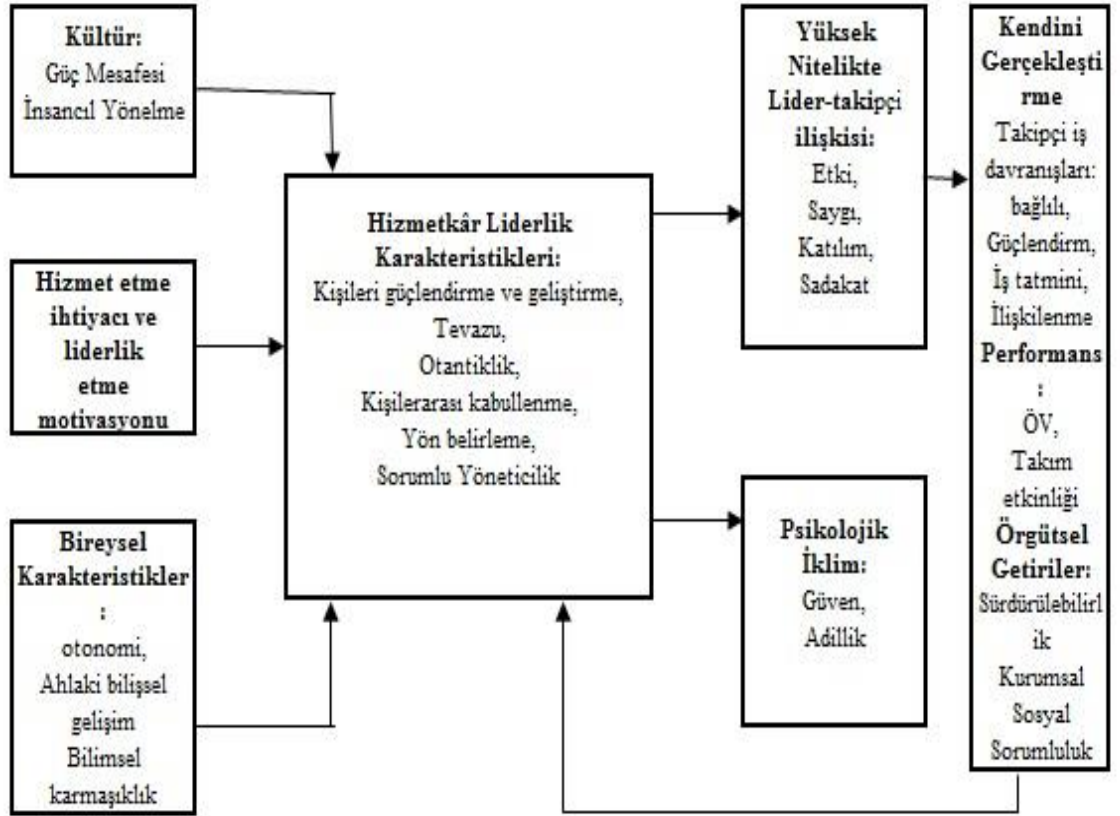 Kültür:
Güç Mesafesi
İnsancıl Yönelme
Hizmet etme
ihtiyacı ve
liderlik
etme
motivasyonu
Bireysel
Karakteristikler
:
otonomi,
Ahlaki bilişsel
gelişim
Bilimsel
karmaşıklık
Hizmetkâr Liderlik
Karakteristikleri:
Kişileri güçlendirme ve geliştirme,
Tevazu,
Otantiklik,
Kişilerarası kabullenme,
Yön belirleme,
Sorumlu Yöneticilik
Yüksek
Nitelikte
Lider-takipçi
ilişkisi:
Etki,
Saygı,
Katılım,
Sadakat
Psikolojik
İklim:
Güven,
Adillik
Kendini
Gerçekleşti
rme
Takipçi iş
davranışları:
bağlılı,
Güçlendirm,
İş tatmini,
İlişkilenme
Performans
:
ÖV,
Takım
etkinliği
Örgütsel
Getiriler:
Sürdürülebilirl
ik
Kurumsal
Sosyal
Sorumluluk